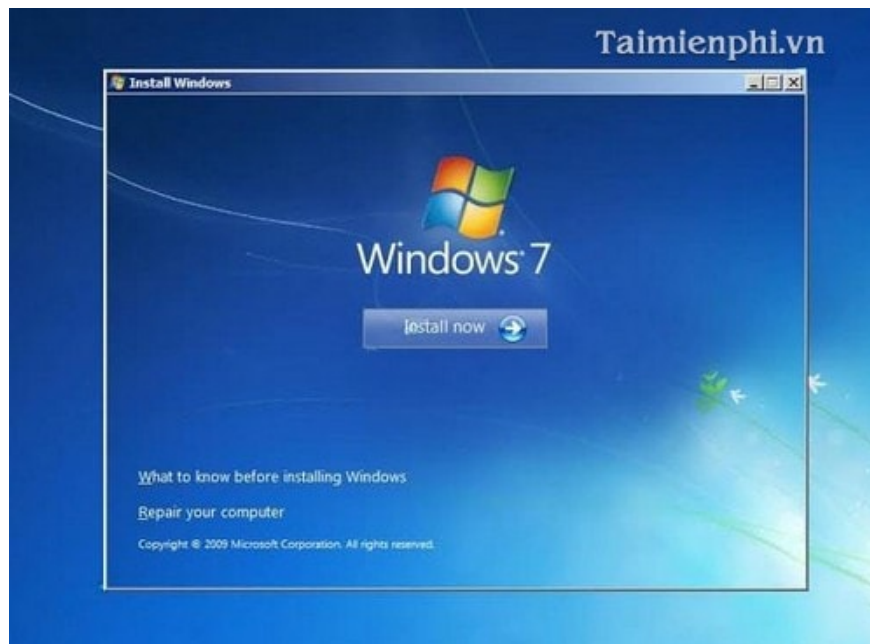 Taimienphi.vn
Install Windows
Windows® 7
Install now
What to know before installing Windows
Repair your computer
Copyright © 2009 Microsoft Corporation. All rights reserved.